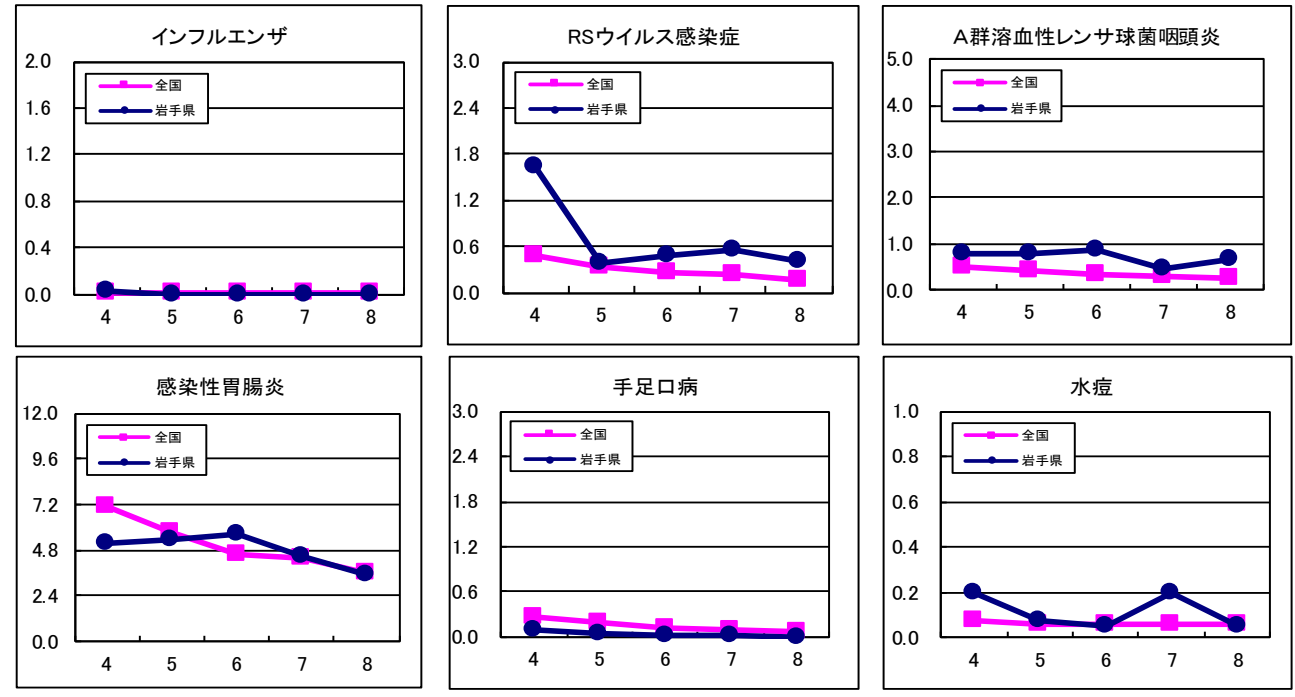 インフルエンザ
2.0
1.6
1.2
0.8
0.4
0.0
全国
岩手県
4 5 6 7 8
RSウイルス感染症
3.0
2.4
1.8
1.2
0.6
0.0
全国
岩手県
4 5 6 7 8
A群溶血性レンサ球菌咽頭炎
5.0
4.0
3.0
2.0
1.0
0.0
全国
岩手県
4 5 6 7 8
感染性胃腸炎
12.0
9.6
7.2
4.8
2.4
0.0
全国
岩手県
4 5 6 7 8
手足口病
3.0
2.4
1.8
1.2
0.6
0.0
全国
岩手県
4 5 6 7 8
水痘
1.0
0.8
0.6
0.4
0.2
0.0
全国
岩手県
4 5 6 7 8